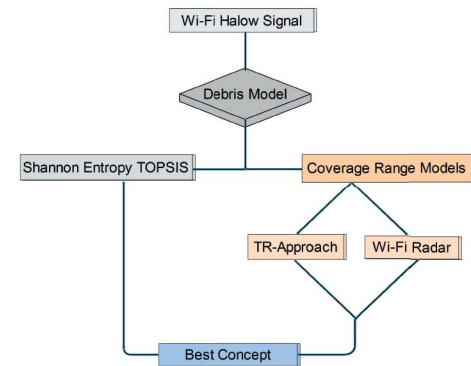 Wi-Fi Halow Signal
Debris Model
Shannon Entropy TOPSIS
Coverage Range Models
TR-Approach
Wi-Fi Radar
Best Concept